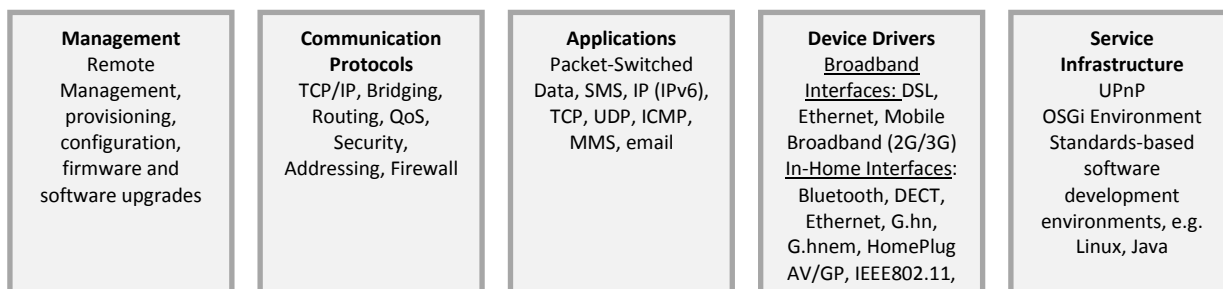 Management
Remote
Management,
provisioning,
configuration,
firmware and
software upgrades
Communication
Protocols
TCP/IP, Bridging,
Routing, QoS,
Security,
Addressing, Firewall
Applications
Packet-Switched
Data, SMS, IP (IPv6),
TCP, UDP, ICMP,
MMS, email
Device Drivers
Broadband
Interfaces: DSL,
Ethernet, Mobile
Broadband (2G/3G)
In-Home Interfaces:
Bluetooth, DECT,
Ethernet, G.hn,
G.hnem, HomePlug
AV/GP, IEEE802.11,
Service
Infrastructure
UPnP
OSGi Environment
Standards-based
software
development
environments, e.g.
Linux, Java